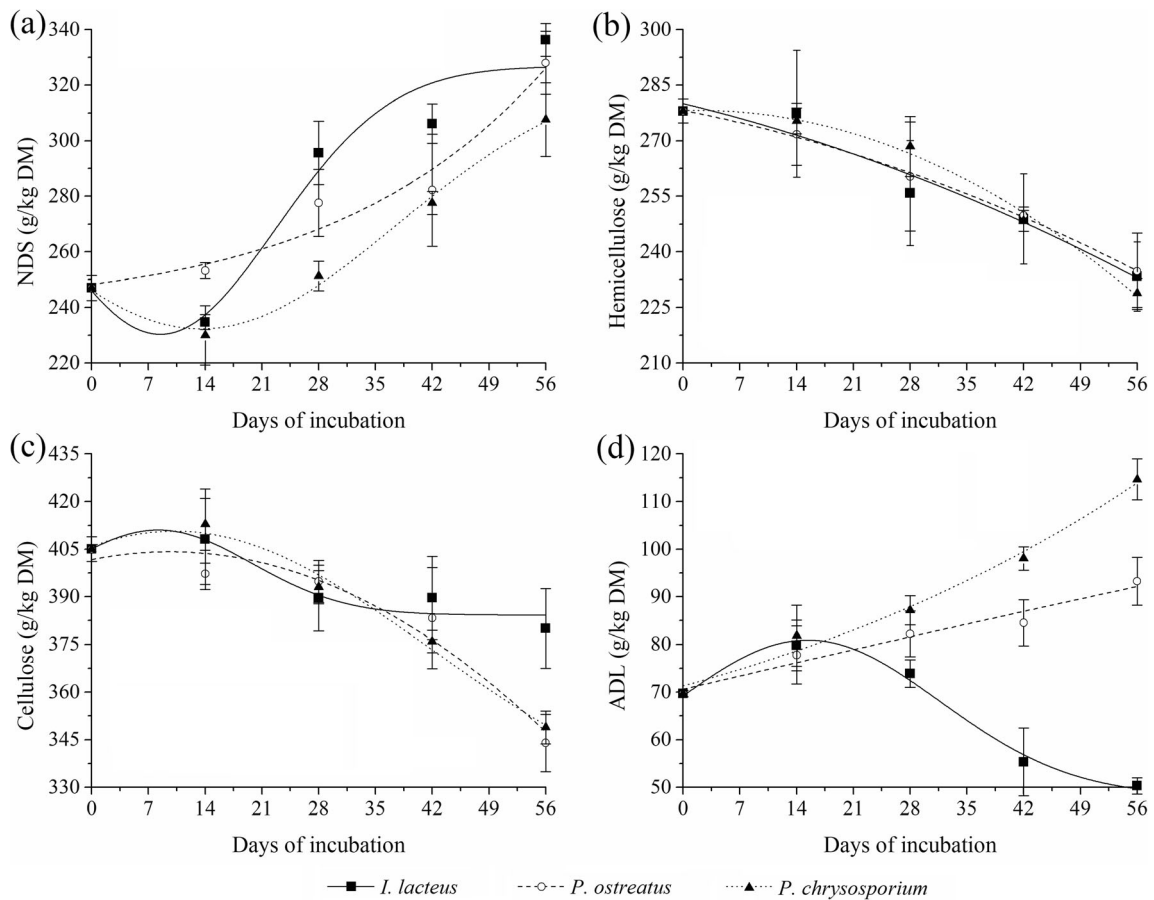 (a)
NDS (g/kg DM)
340
320
300
280
260
240
220
0 7 14 21 28 35 42 49 56
Days of incubation
(b)
Hemicellulose (g/kg DM)
300
285
270
255
240
225
210
0 7 14 21 28 35 42 49 56
Days of incubation
(c)
Cellulose (g/kg DM)
435
420
405
390
375
360
345
330
0 7 14 21 28 35 42 49 56
Days of incubation
(d)
ADL (g/kg DM)
120
110
100
90
80
70
60
50
0 7 14 21 28 35 42 49 56
Days of incubation
I. lacteus P. ostreatus P. chrysosporium